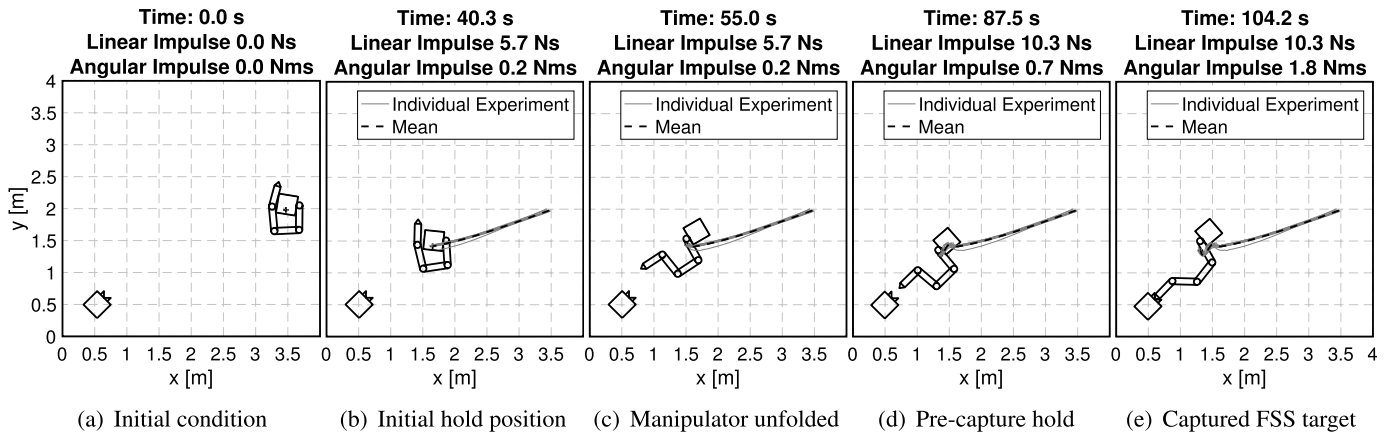 Time: 0.0 s
Linear Impulse 0.0 Ns
Angular Impulse 0.0 Nms
Time: 40.3 s
Linear Impulse 5.7 Ns
Angular Impulse 0.2 Nms
Time: 55.0 s
Linear Impulse 5.7 Ns
Angular Impulse 0.2 Nms
Time: 87.5 s
Linear Impulse 10.3 Ns
Angular Impulse 0.7 Nms
Time: 104.2 s
Linear Impulse 10.3 Ns
Angular Impulse 1.8 Nms
4
3.5
3
2.5
2
1.5
1
0.5
0
y [m]
Individual Experiment
Mean
Individual Experiment
Mean
Individual Experiment
Mean
Individual Experiment
Mean
0 0.5 1 1.5 2 2.5 3 3.5
0 0.5 1 1.5 2 2.5 3 3.5
0 0.5 1 1.5 2 2.5 3 3.5
0 0.5 1 1.5 2 2.5 3 3.5
0 0.5 1 1.5 2 2.5 3 3.5 4
x [m]
x [m]
x [m]
x [m]
x [m]
(a) Initial condition
(b) Initial hold position
(c) Manipulator unfolded
(d) Pre-capture hold
(e) Captured FSS target